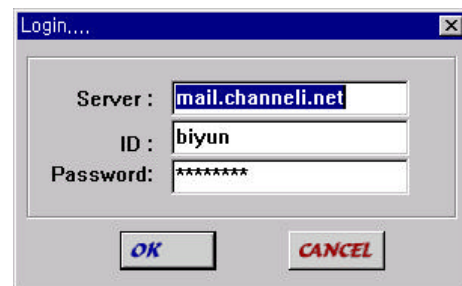 Login....
Server : mail.channeli.net
ID : biyun
Password: ********
OK CANCEL